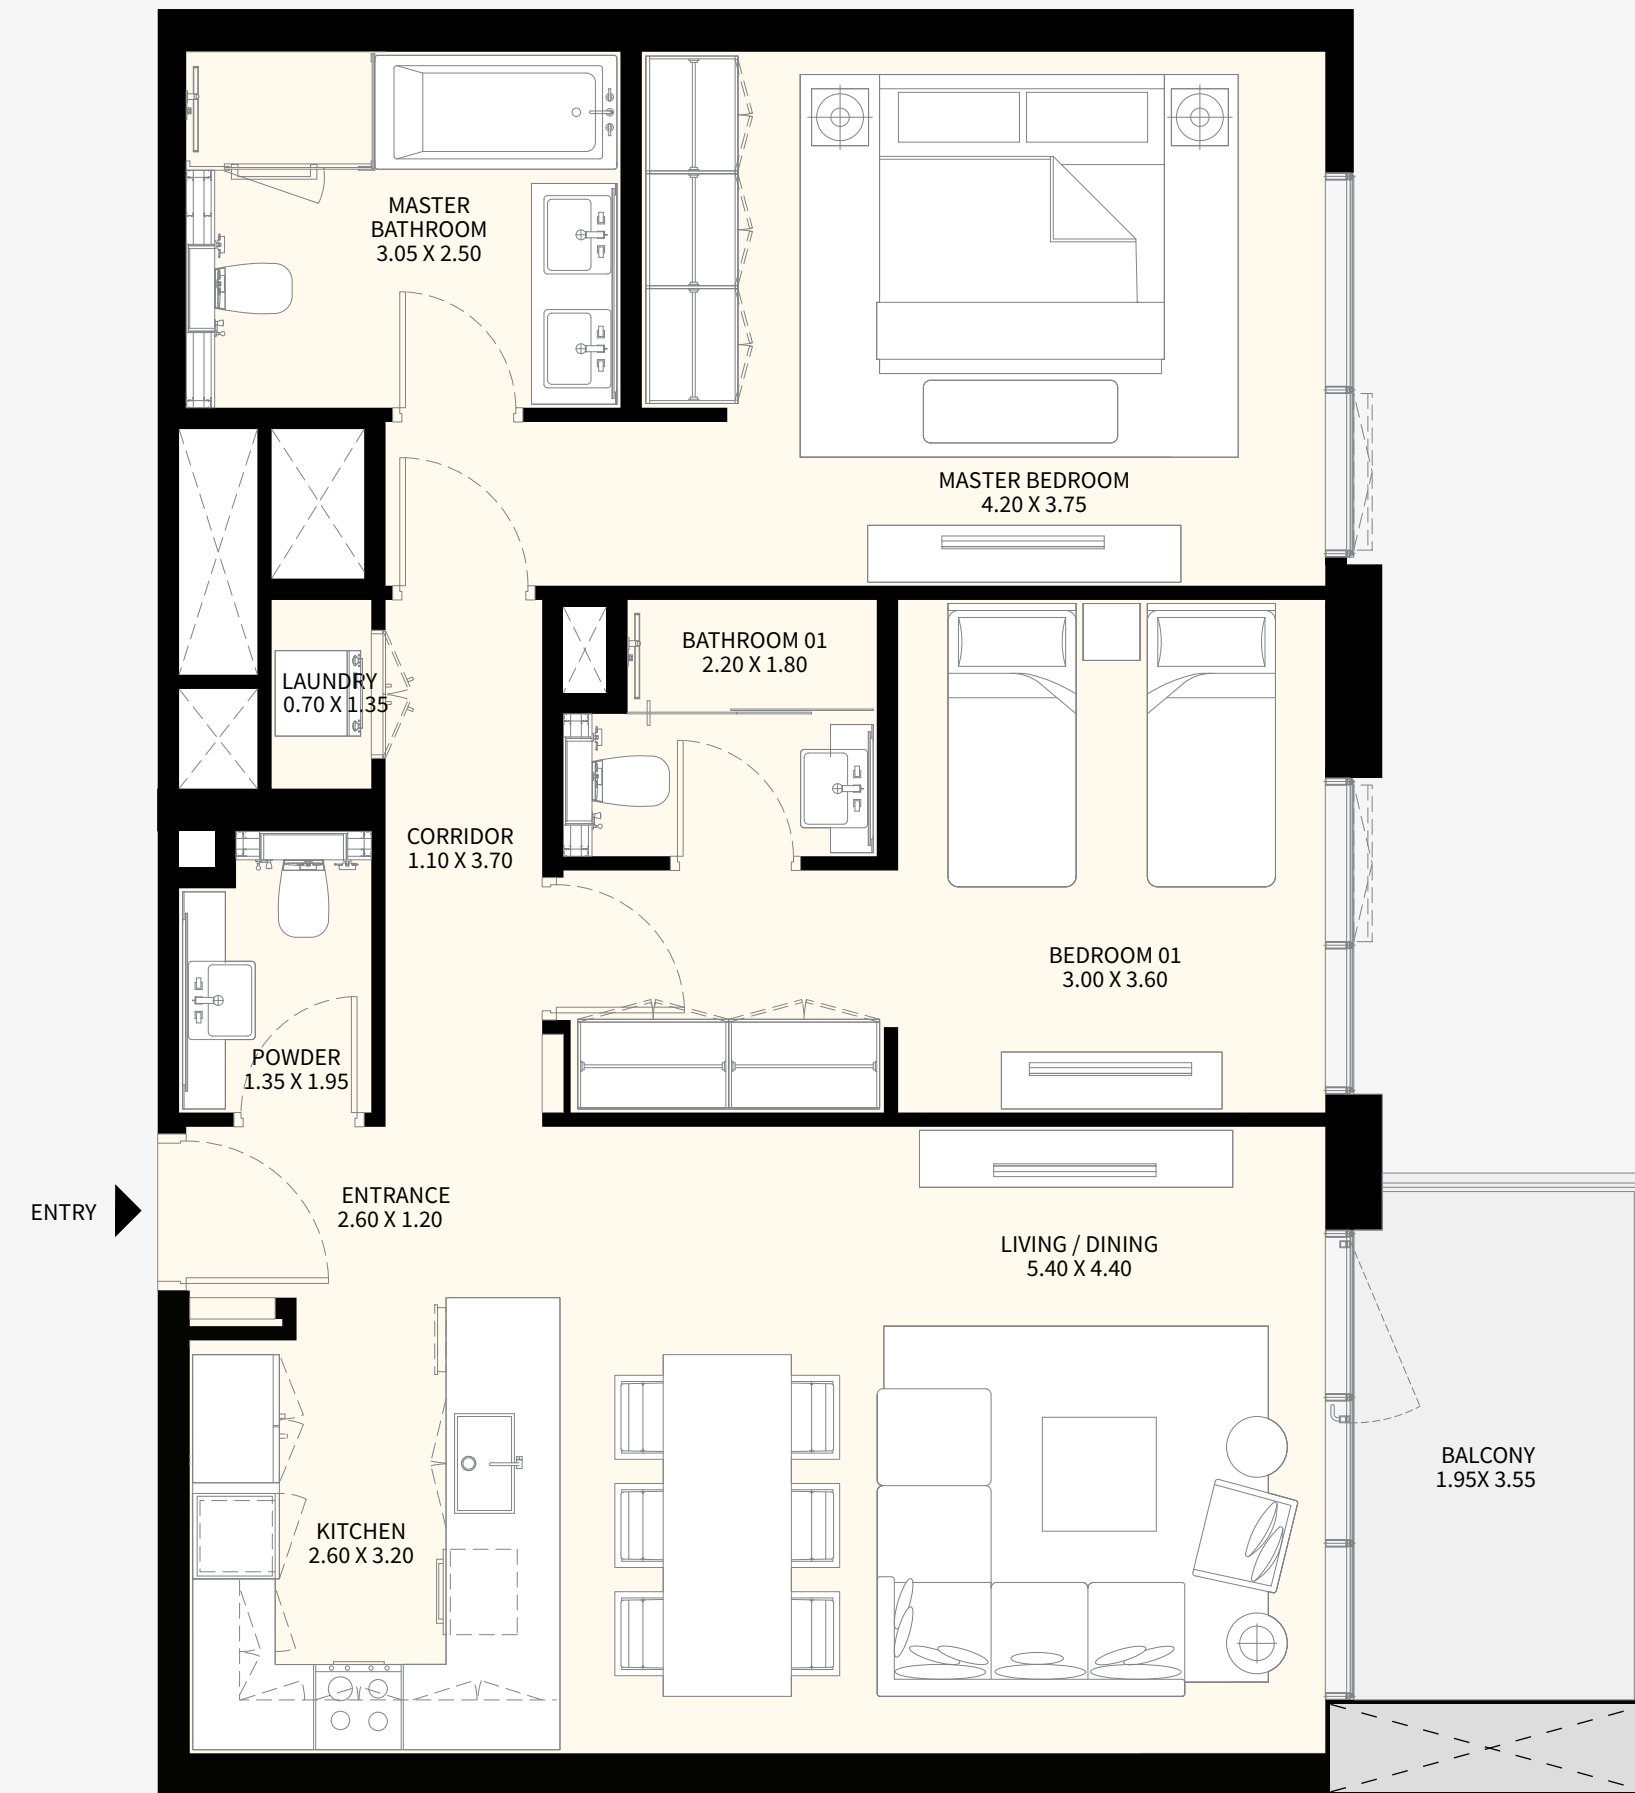 MASTER
BATHROOM
3.05 X 2.50
MASTER BEDROOM
4.20 X 3.75
BATHROOM 01
2.20 X 1.80
LAUNDRY
0.70 X 1.35
CORRIDOR
1.10 X 3.70
BEDROOM 01
3.00 X 3.60
POWDER
1.35 X 1.95
ENTRY
ENTRANCE
2.60 X 1.20
LIVING / DINING
5.40 X 4.40
BALCONY
1.95X 3.55
KITCHEN
2.60 X 3.20